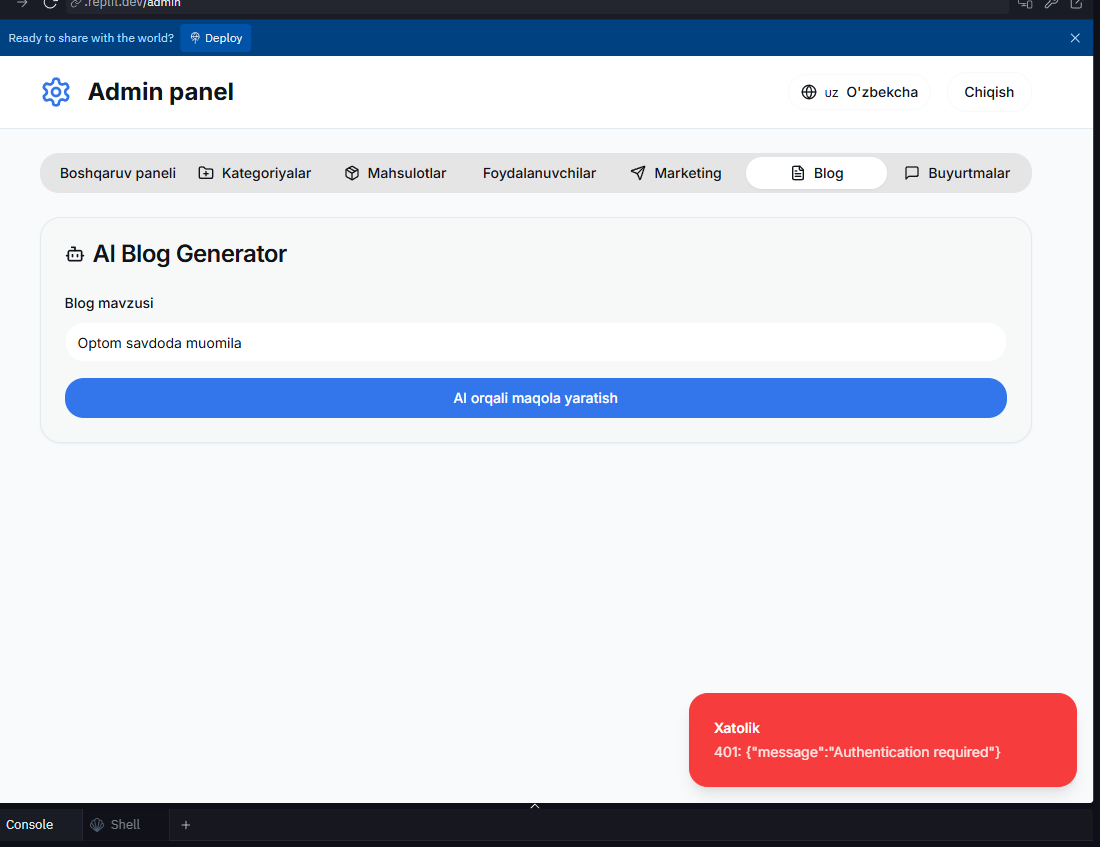 .replit.dev/admin
Ready to share with the world? Deploy
Admin panel
UZ O'zbekcha
Chiqish
Boshqaruv paneli
Kategoriyalar
Mahsulotlar
Foydalanuvchilar
Marketing
Blog
Buyurtmalar
AI Blog Generator
Blog mavzusi
Optom savdoda muomila
AI orqali maqola yaratish
Xatolik
401: {"message":"Authentication required"}
Console
Shell